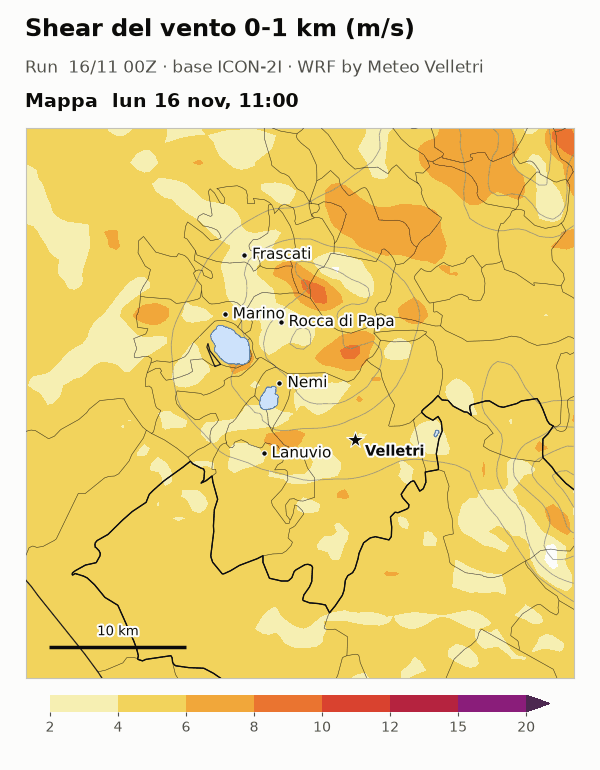 Shear del vento 0-1 km (m/s)
Run  16/11 00Z · base ICON-2I · WRF by Meteo Velletri
Mappa  lun 16 nov, 11:00
Frascati
Marino
Rocca di Papa
Nemi
Velletri
Lanuvio
10 km
2 4 6 8 10 12 15 20